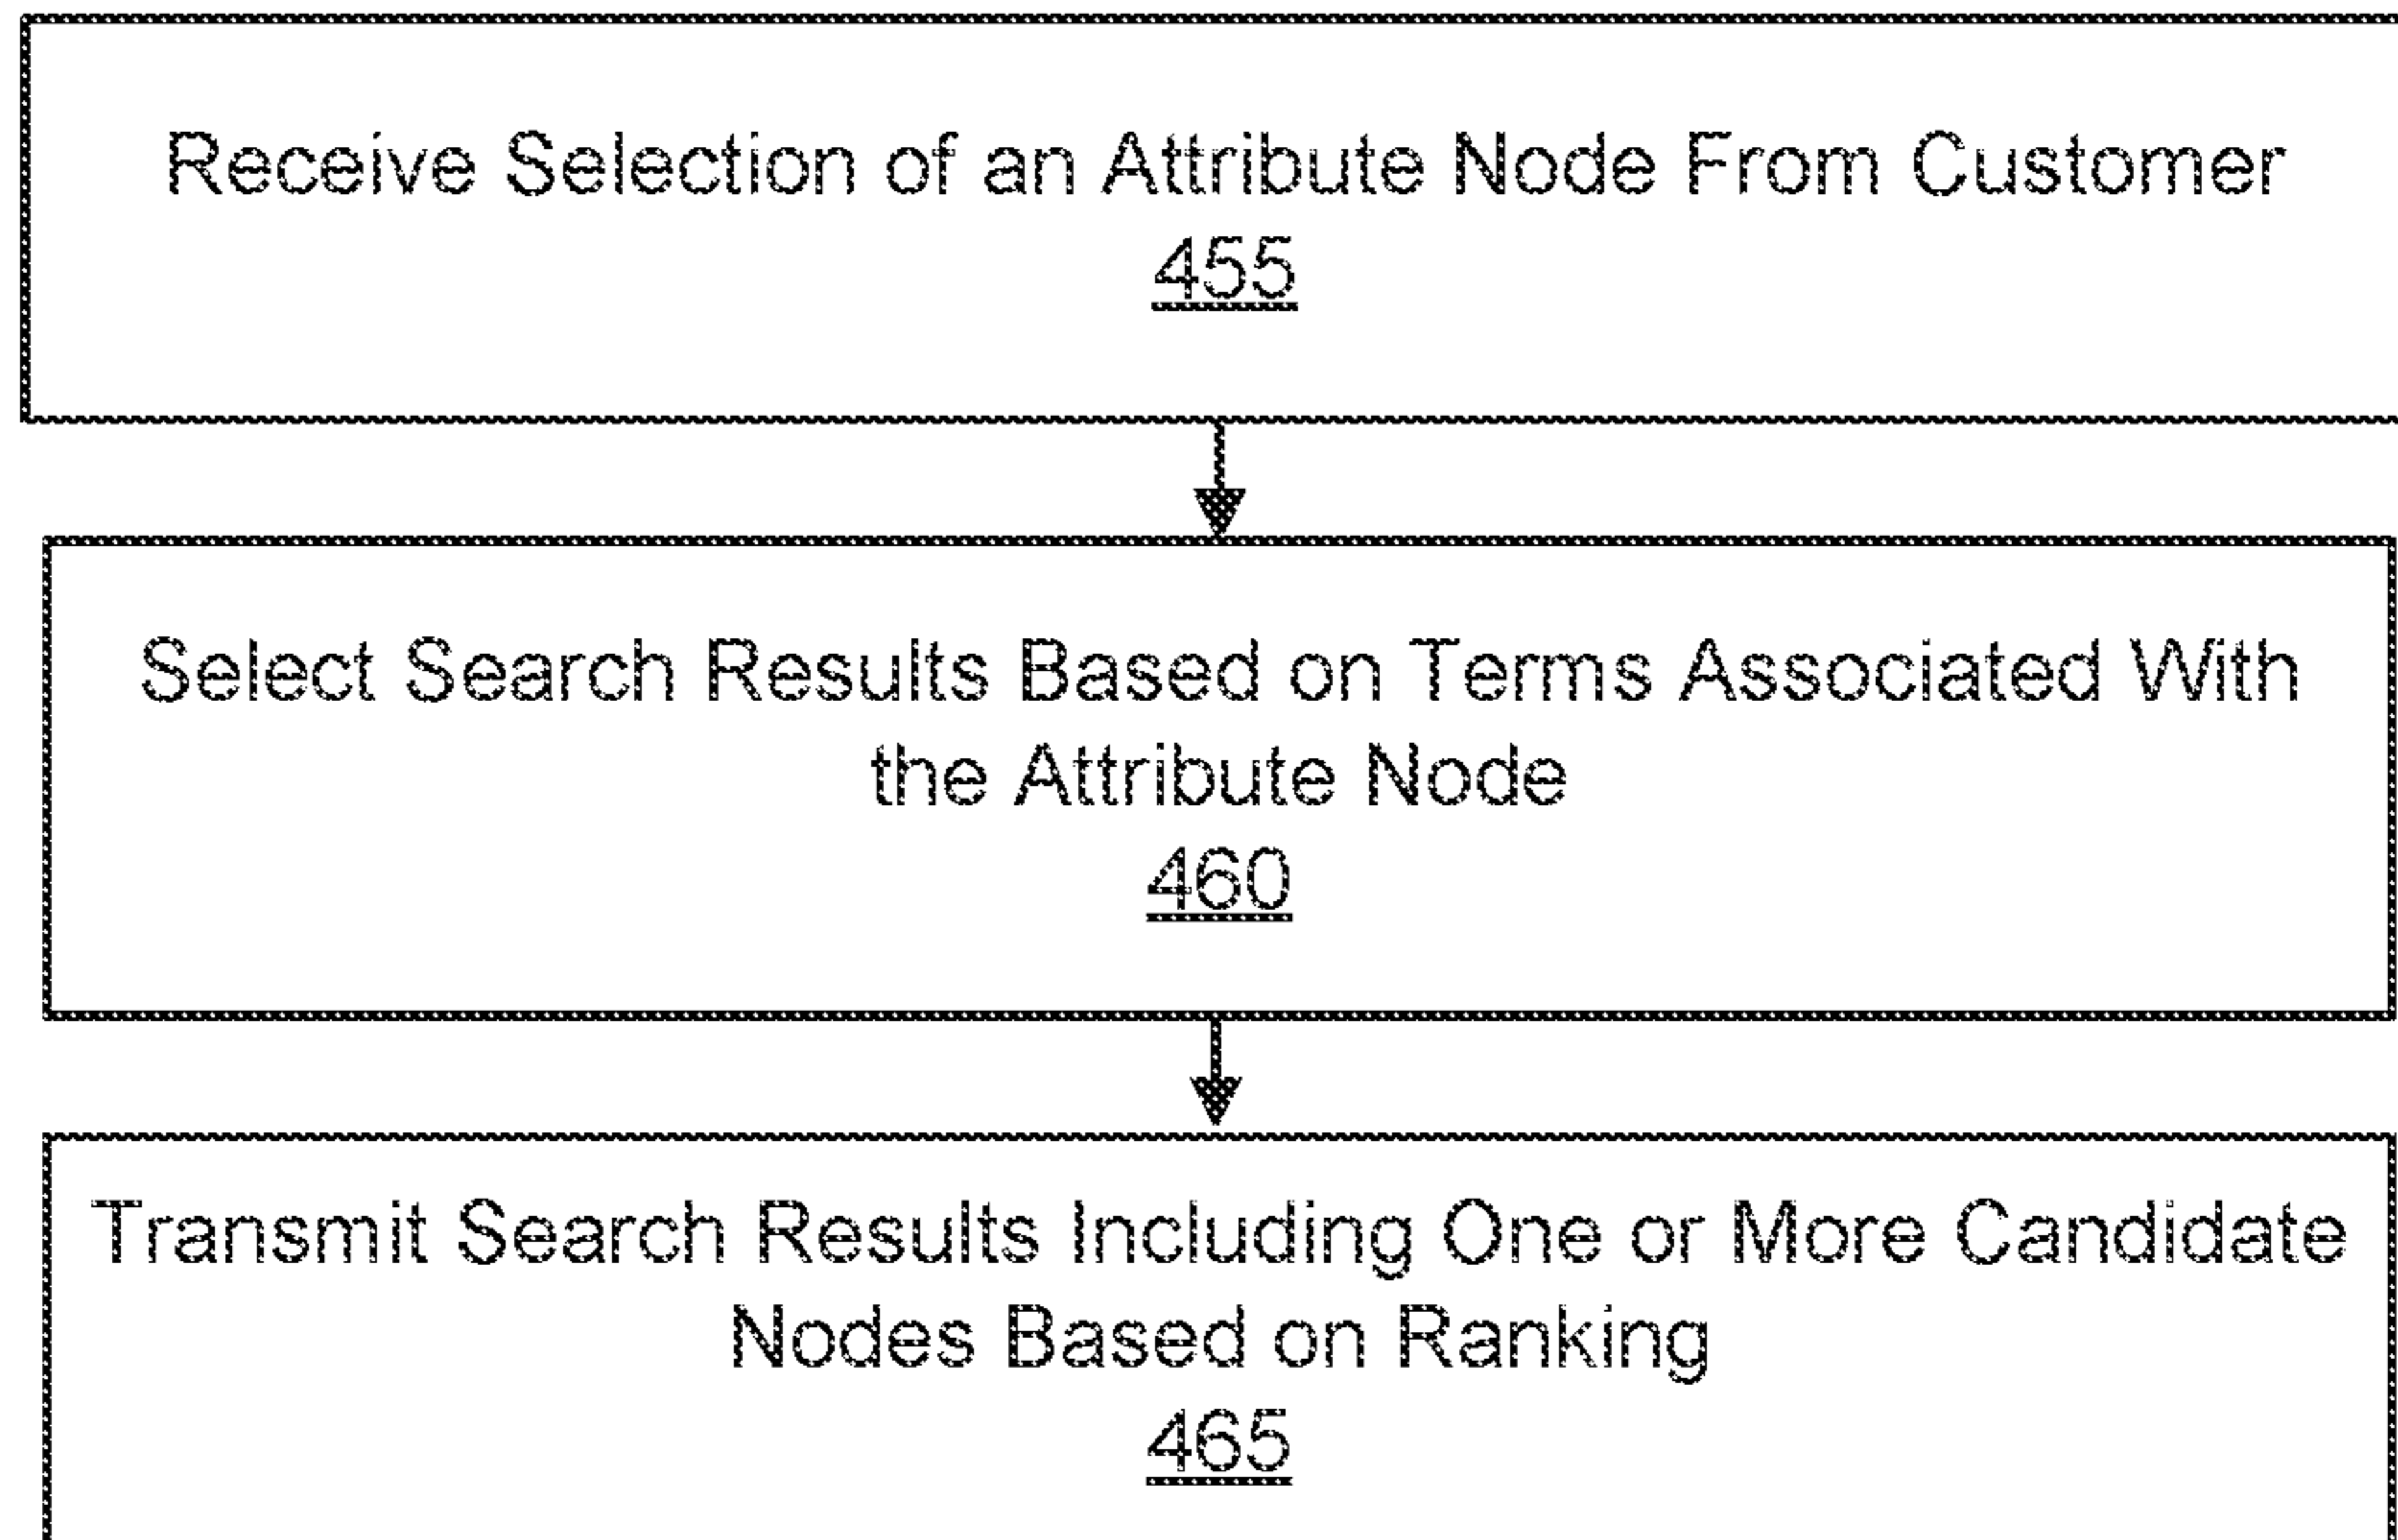 Receive Selection of an Attribute Node From Customer
455
Select Search Results Based on Terms Associated With
the Attribute Node
460
Transmit Search Results Including One or More Candidate
Nodes Based on Ranking
465